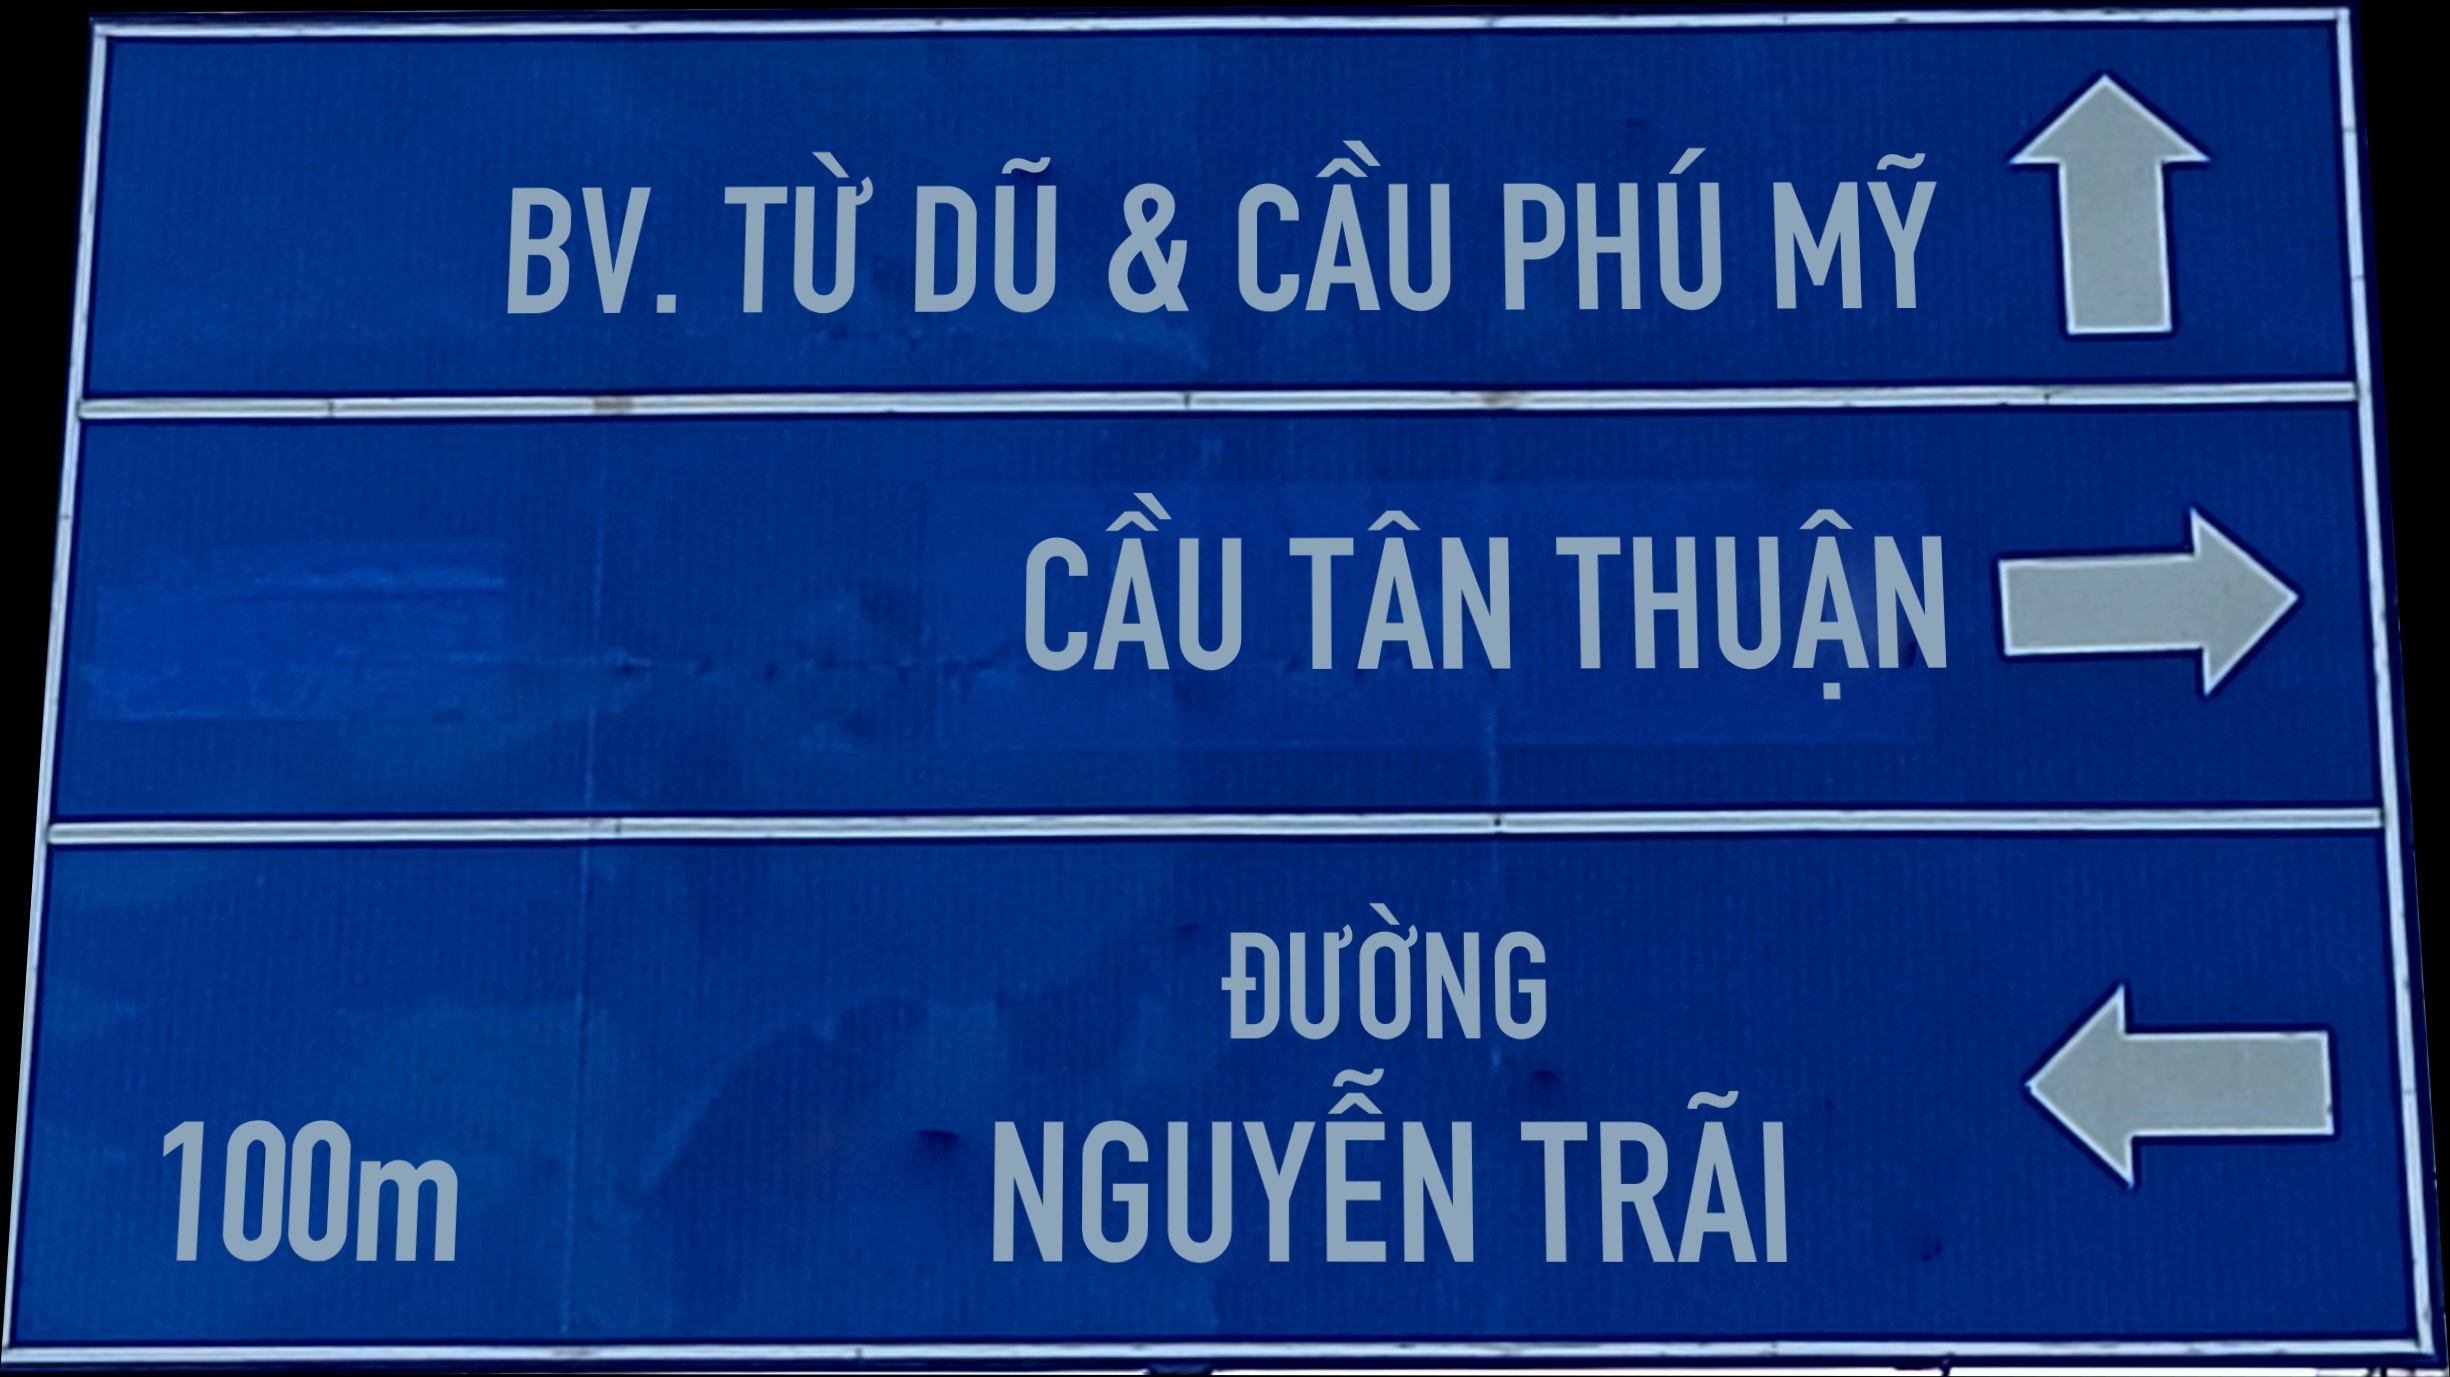 BV. TỪ DŨ & CẦU PHÚ MỸ
CẦU TÂN THUẬN
ĐƯỜNG
NGUYỄN TRÃI
100m